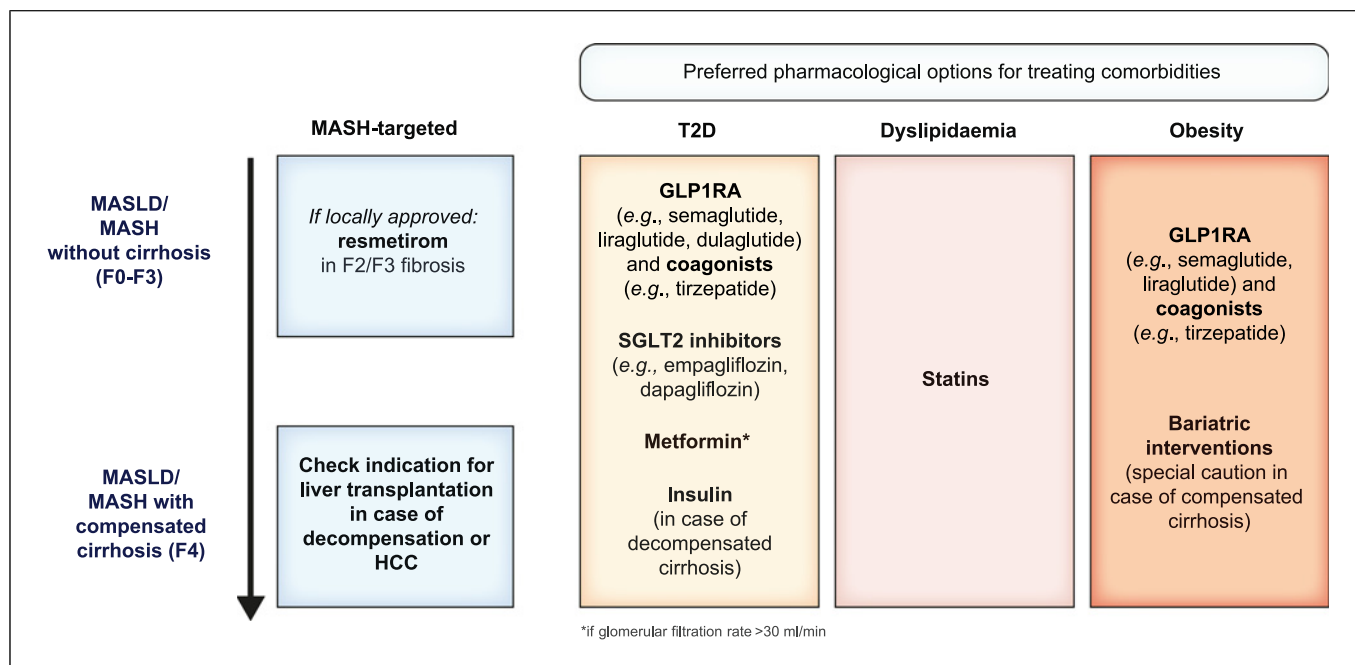 Preferred pharmacological options for treating comorbidities
MASH-targeted
T2D
Dyslipidaemia
Obesity
MASLD/
MASH
without cirrhosis
(F0-F3)
If locally approved:
resmetirom
in F2/F3 fibrosis
GLP1RA
(e.g., semaglutide,
liraglutide, dulaglutide)
and coagonists
(e.g., tirzepatide)
SGLT2 inhibitors
(e.g., empagliflozin,
dapagliflozin)
Metformin*
Insulin
(in case of
decompensated
cirrhosis)
Statins
GLP1RA
(e.g., semaglutide,
liraglutide) and
coagonists
(e.g., tirzepatide)
Bariatric
interventions
(special caution in
case of compensated
cirrhosis)
MASLD/
MASH with
compensated
cirrhosis (F4)
Check indication for
liver transplantation
in case of
decompensation or
HCC
*if glomerular filtration rate >30 ml/min